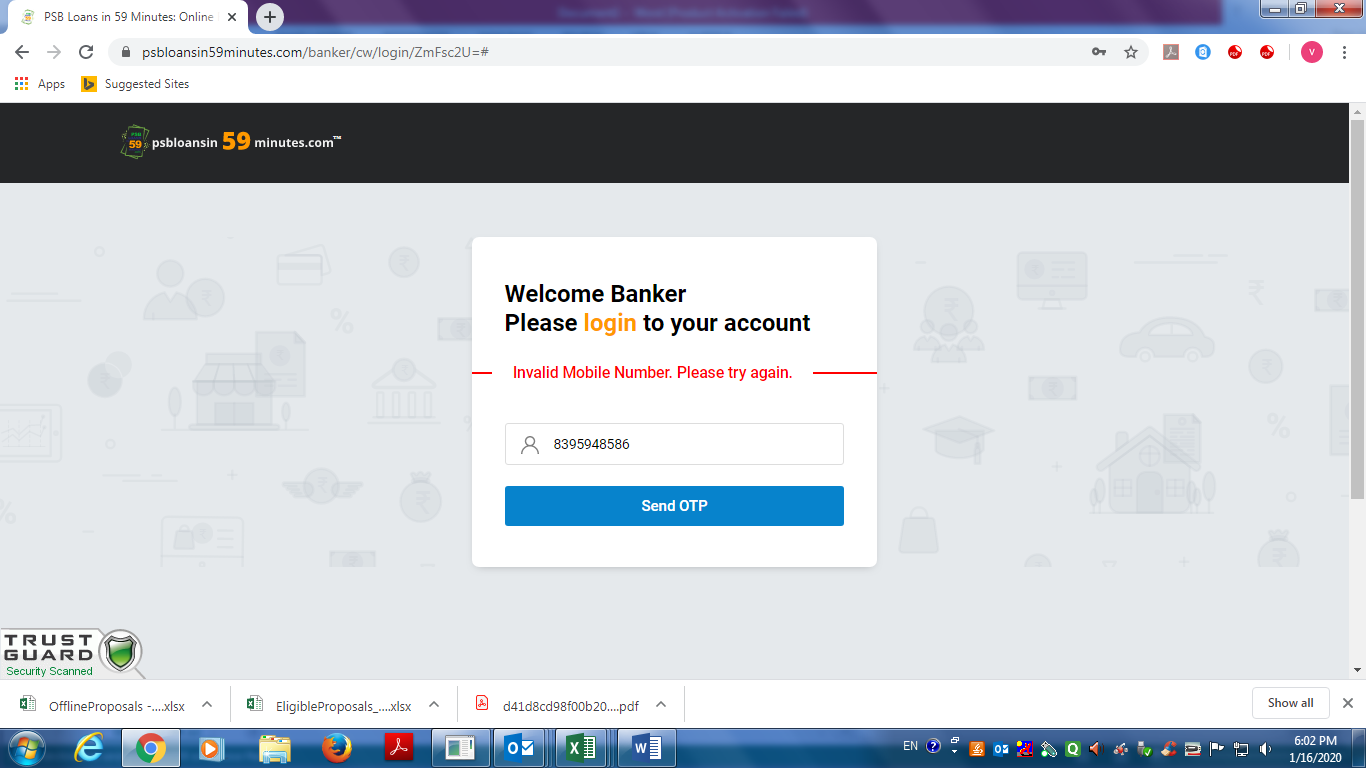 PSB Loans in 59 Minutes: Online
psbloansin59minutes.com/banker/cw/login/ZmFsc2U=#
V
Apps
Suggested Sites
PSB
59
psbloansin 59 minutes.com™
Welcome Banker
Please login to your account
Invalid Mobile Number. Please try again.
8395948586
Send OTP
TRUST
GUARD
Security Scanned
OfflineProposals -....xlsx
EligibleProposals_....xlsx
d41d8cd98f00b20....pdf
Show all
EN
6:02 PM
1/16/2020